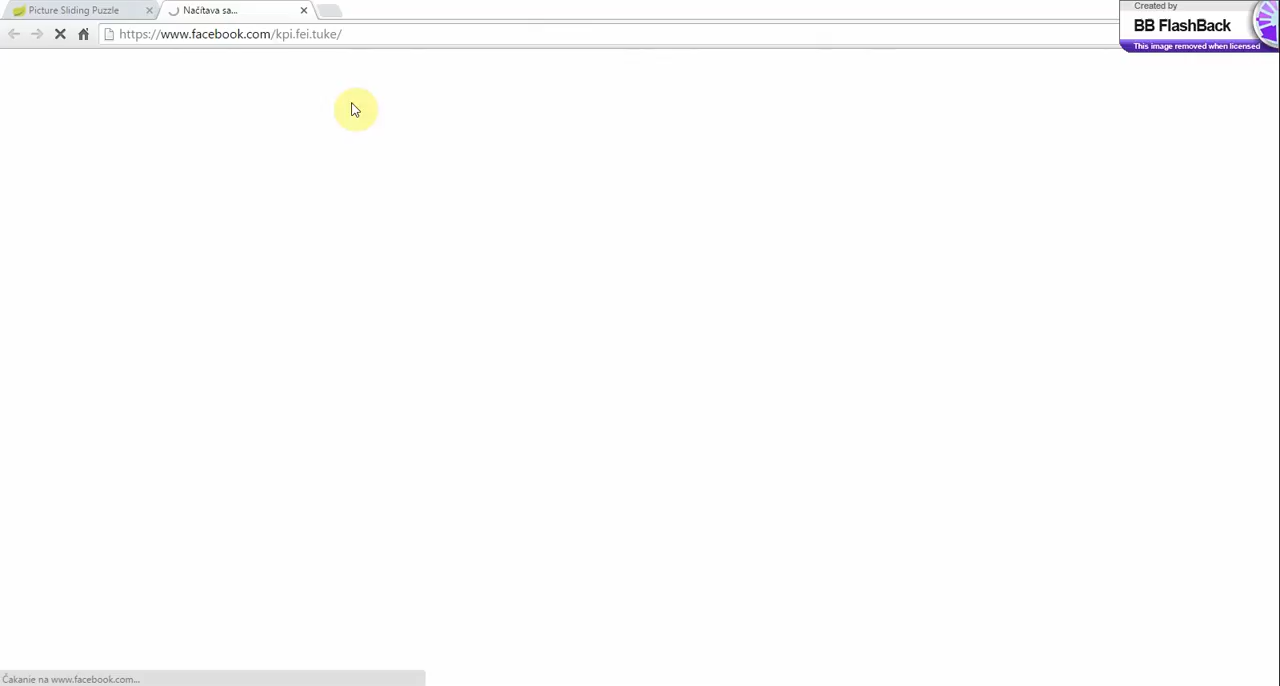 Picture Sliding Puzzle
Načítava sa...
https://www.facebook.com/kpi.fei.tuke/
Created by
BB FlashBack
This image removed when licensed
Čakanie na www.facebook.com...